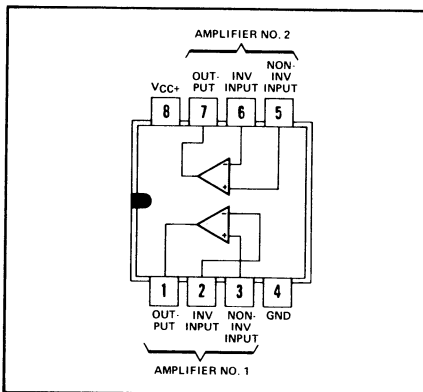 AMPLIFIER NO. 2
VCC+
OUT-
PUT
INV
INPUT
NON-
INV
INPUT
8 7 6 5
-
+
-
+
1 2 3 4
OUT-
PUT
INV
INPUT
NON-
INV
INPUT
GND
AMPLIFIER NO. 1